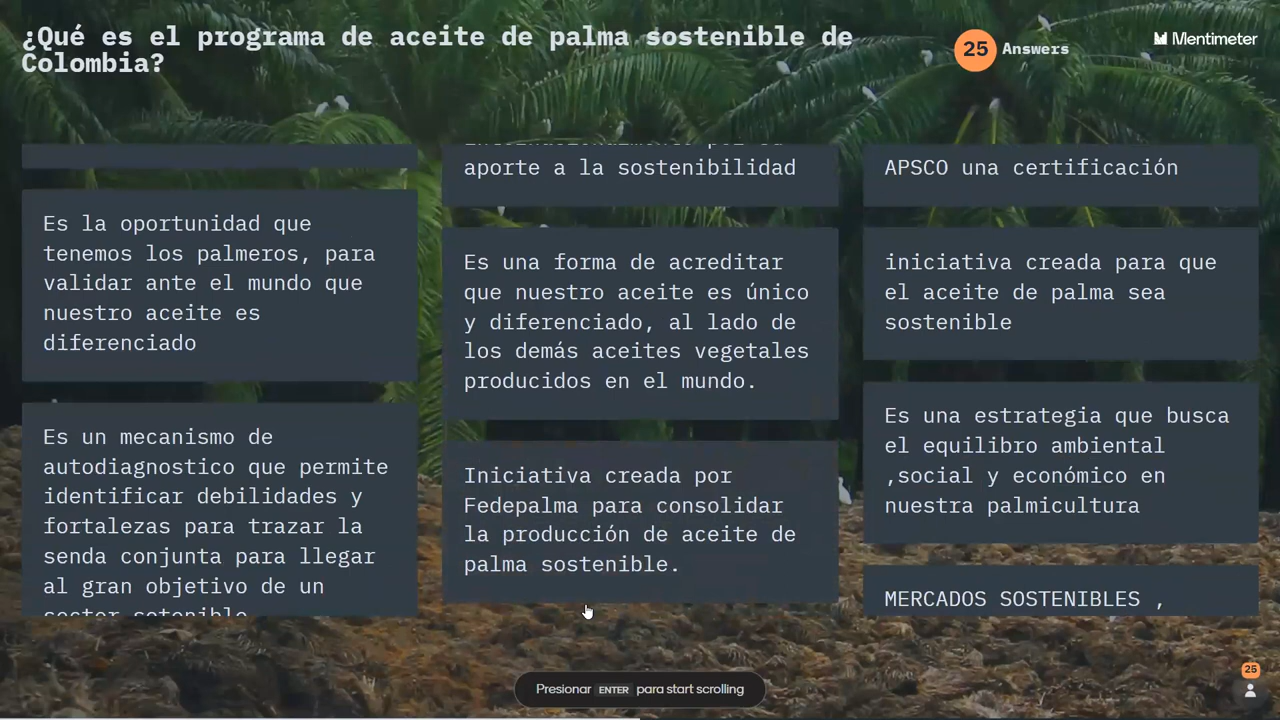 ¿Qué es el programa de aceite de palma sostenible de
Colombia?
25 Answers
Mentimeter
Es la oportunidad que
tenemos los palmeros, para
validar ante el mundo que
nuestro aceite es
diferenciado
Es un mecanismo de
autodiagnostico que permite
identificar debilidades y
fortalezas para trazar la
senda conjunta para llegar
al gran objetivo de un
aporte a la sostenibilidad
Es una forma de acreditar
que nuestro aceite es único
y diferenciado, al lado de
los demás aceites vegetales
producidos en el mundo.
Iniciativa creada por
Fedepalma para consolidar
la producción de aceite de
palma sostenible.
APSCO una certificación
iniciativa creada para que
el aceite de palma sea
sostenible
Es una estrategia que busca
el equilibro ambiental
,social y económico en
nuestra palmicultura
MERCADOS SOSTENIBLES ,
Presionar ENTER para start scrolling
25